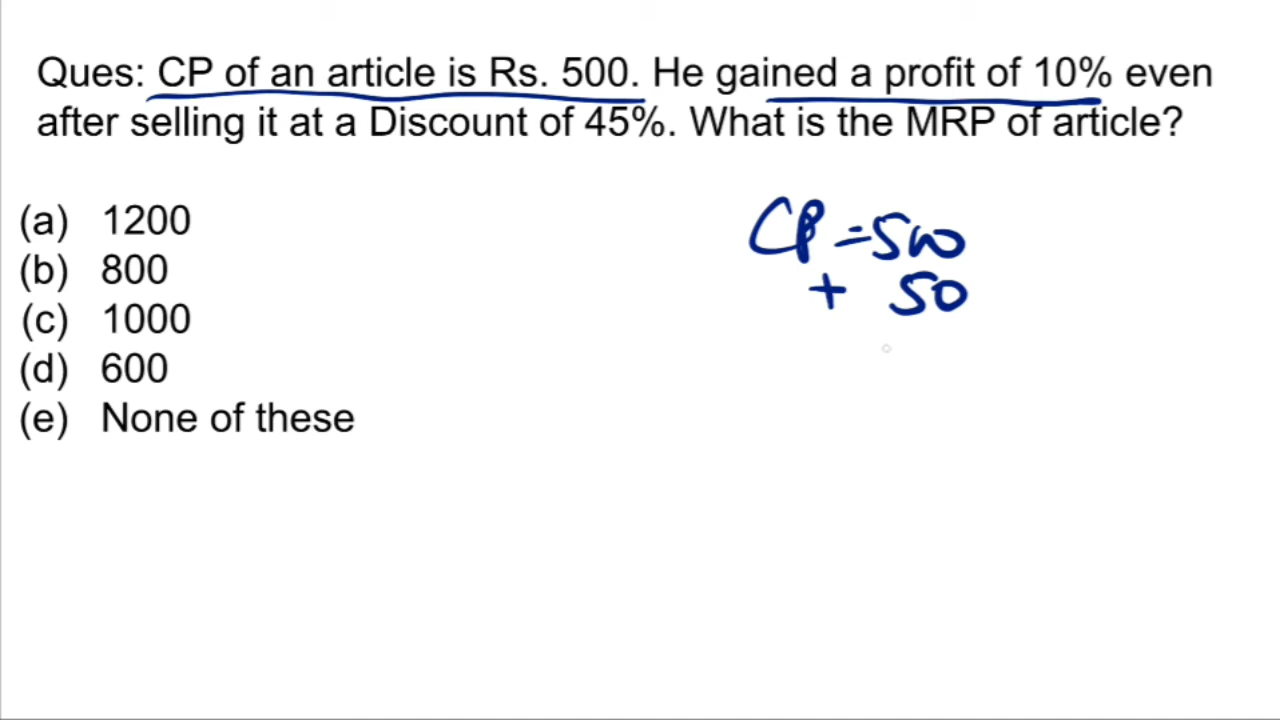 Ques: CP of an article is Rs. 500. He gained a profit of 10% even
after selling it at a Discount of 45%. What is the MRP of article?
(a) 1200
(b) 800
(c) 1000
(d) 600
(e) None of these
CP = 500
+ 50